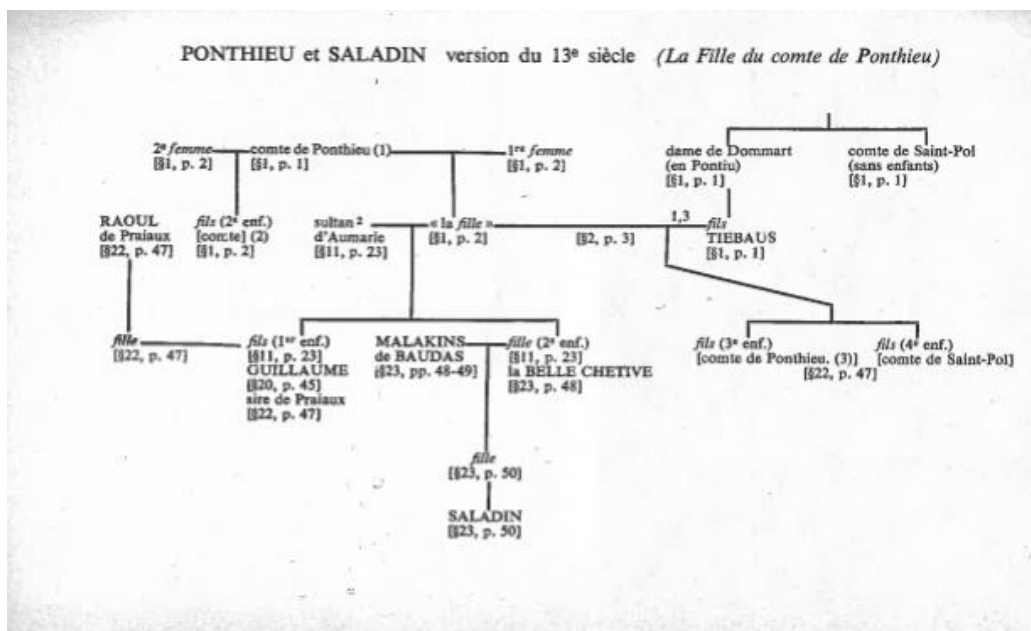 PONTHIEU et SALADIN version du 13e siècle (La Fille du comte de Ponthieu)
2e femme
[§1, p. 2]
comte de Ponthieu (1)
[§1, p. 1]
1re femme
[§1, p. 2]
dame de Dommart
(en Pontiu)
[§1, p. 1]
comte de Saint-Pol
(sans enfants)
[§1, p. 1]
RAOUL
de Praiaux
[§22, p. 47]
fils (2e enf.)
[comte] (2)
[§1, p. 2]
sultan 2
d'Aumarie
[§11, p. 23]
« la fille »
[§1, p. 2]
[§2, p. 3]
1,3
fils
TIEBAUS
[§1, p. 1]
fille
[§22, p. 47]
fils (1er enf.)
[§11, p. 23]
GUILLAUME
[§20, p. 45]
sire de Praiaux
[§22, p. 47]
MALAKINS
de BAUDAS
[§23, pp. 48-49]
fille (2e enf.)
[§11, p. 23]
la BELLE CHETIVE
[§23, p. 48]
fils (3e enf.)
[comte de Ponthieu, (3)]
fils (4e enf.)
[comte de Saint-Pol]
[§22, p. 47]
fille
[§23, p. 50]
SALADIN
[§23, p. 50]